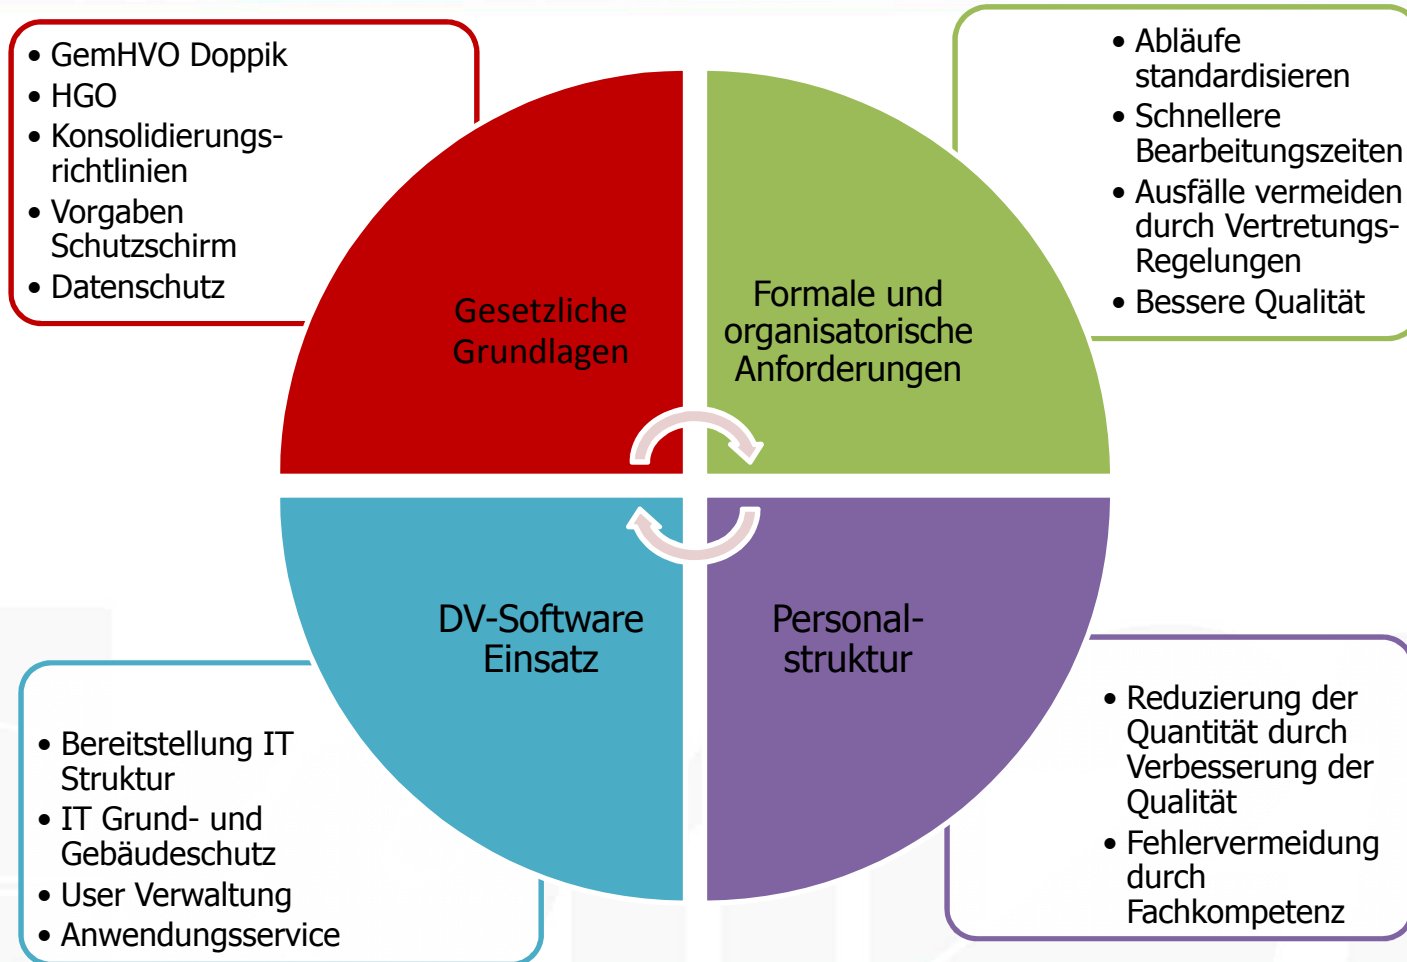 • GemHVO Doppik
• HGO
• Konsolidierungs-
richtlinien
• Vorgaben
Schutzschirm
• Datenschutz
• Abläufe
standardisieren
• Schnellere
Bearbeitungszeiten
• Ausfälle vermeiden
durch Vertretungs-
Regelungen
• Bessere Qualität
Gesetzliche
Grundlagen
Formale und
organisatorische
Anforderungen
DV-Software
Einsatz
Personal-
struktur
• Bereitstellung IT
Struktur
• IT Grund- und
Gebäudeschutz
• User Verwaltung
• Anwendungsservice
• Reduzierung der
Quantität durch
Verbesserung der
Qualität
• Fehlervermeidung
durch
Fachkompetenz